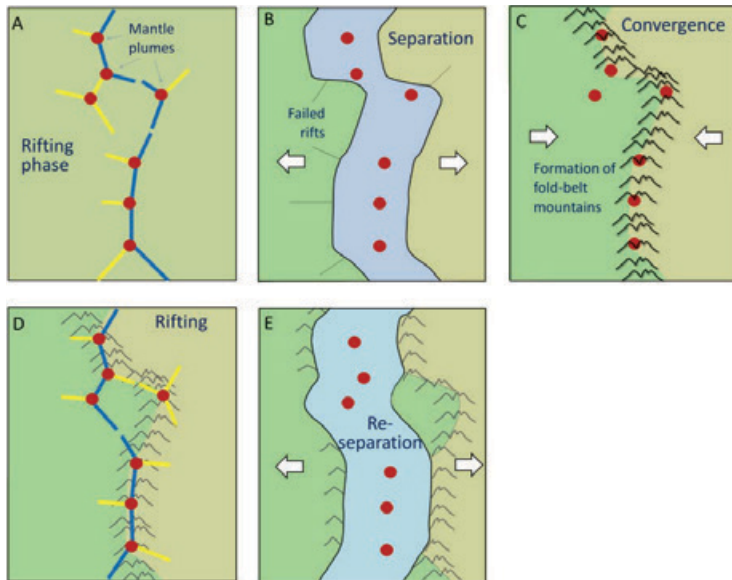 A
Mantle
plumes
Rifting
phase
B
Separation
Failed
rifts
C
Convergence
Formation of
fold-belt
mountains
D
Rifting
E
Re-
separation